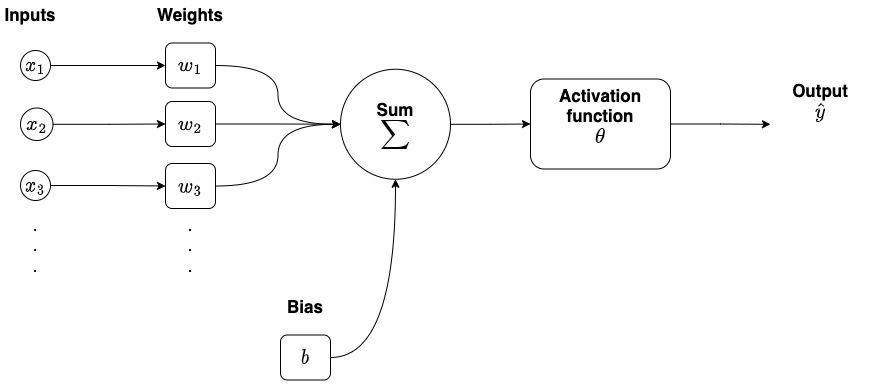 Inputs
Weights
x₁
w₁
x₂
w₂
x₃
w₃
.
.
.
.
.
.
Sum
∑
Bias
b
Activation
function
θ
Output
ŷ